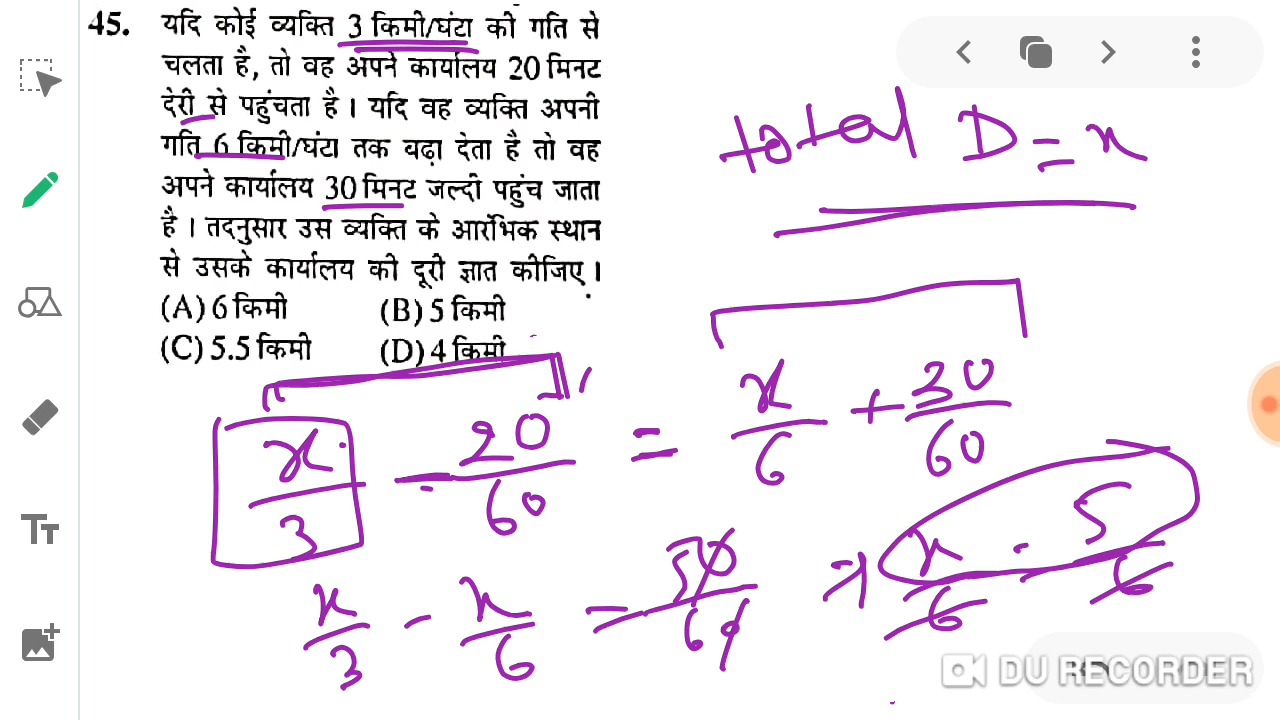 45. यदि कोई व्यक्ति 3 किमी/घंटा की गति से
चलता है, तो वह अपने कार्यालय 20 मिनट
देरी से पहुंचता है। यदि वह व्यक्ति अपनी
गति 6 किमी/घंटा तक बढ़ा देता है तो वह
अपने कार्यालय 30 मिनट जल्दी पहुंच जाता
है। तद्नुसार उस व्यक्ति के आरंभिक स्थान
से उसके कार्यालय की दूरी ज्ञात कीजिए।
(A) 6 किमी (B) 5 किमी
(C) 5.5 किमी (D) 4 किमी
total D = x
x/3 - 20/60 = x/6 + 30/60
x/3 - x/6 = 50/60 ⇒ x/6 = 5/6
Tт
DU RECORDER